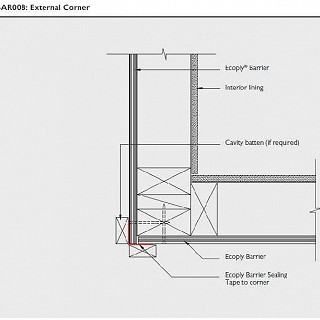 AR008: External Corner
Ecoply® Barrier
Interior lining
Cavity batten (if required)
Ecoply Barrier
Ecoply Barrier Sealing
Tape to corner